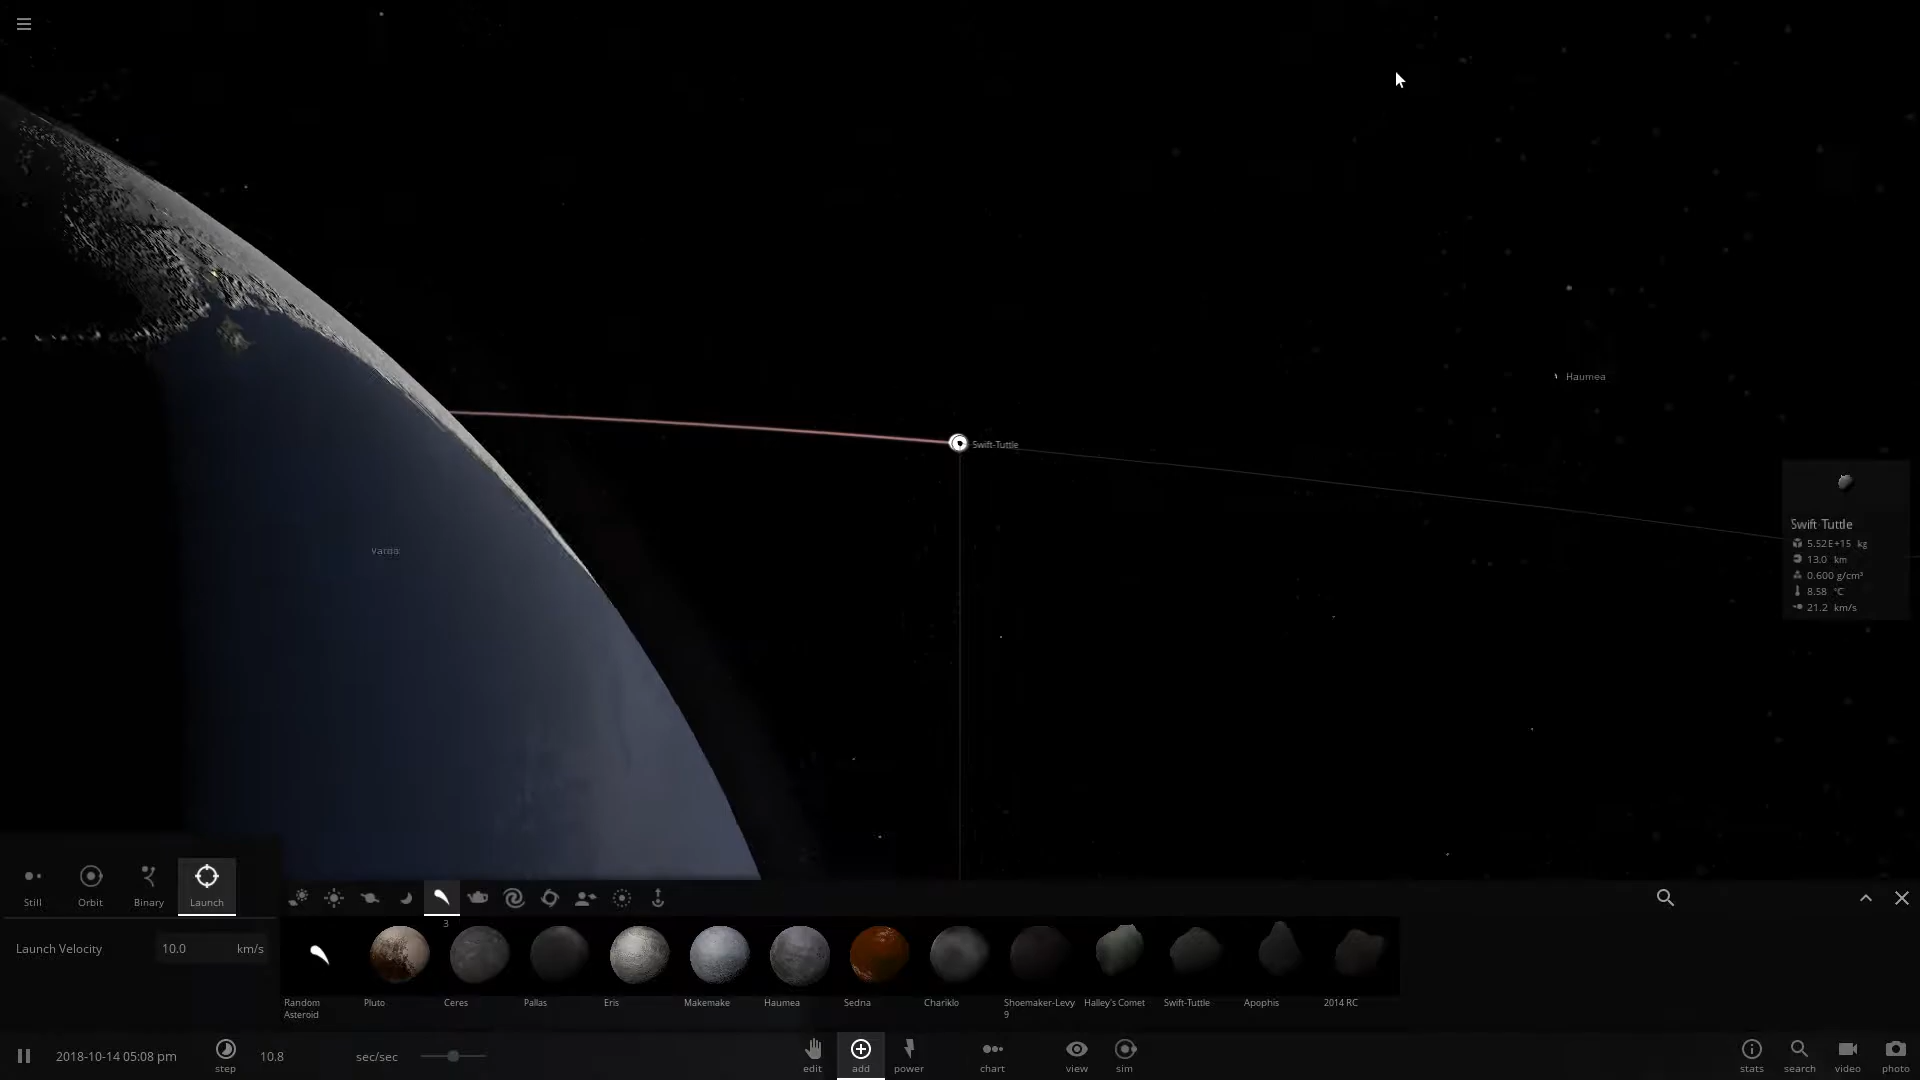 Haumea
Swift-Tuttle
Swift Tuttle
5.52E+15 kg
13.0 km
0.600 g/cm³
8.58 °C
21.2 km/s
Varda
Still
Orbit
Binary
Launch
3
Launch Velocity 10.0 km/s
Random Asteroid
Pluto
Ceres
Pallas
Eris
Makemake
Haumea
Sedna
Chariklo
Shoemaker-Levy 9
Halley's Comet
Swift-Tuttle
Apophis
2014 RC
2018-10-14 05:08 pm
step
10.8 sec/sec
edit
add
power
chart
view
sim
stats
search
video
photo